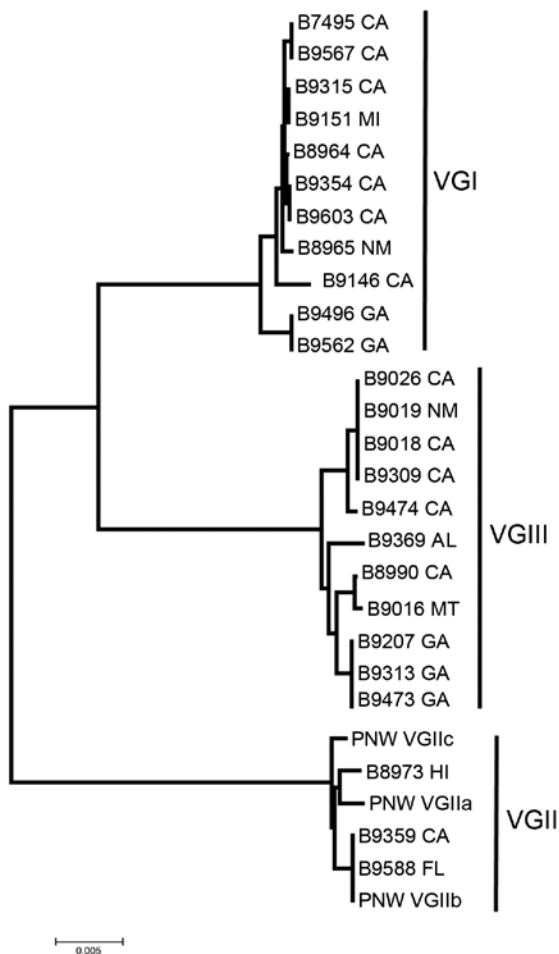 B7495 CA
B9567 CA
B9315 CA
B9151 MI
B8964 CA
B9354 CA
B9603 CA
B8965 NM
B9146 CA
B9496 GA
B9562 GA
VGI
B9026 CA
B9019 NM
B9018 CA
B9309 CA
B9474 CA
B9369 AL
B8990 CA
B9016 MT
B9207 GA
B9313 GA
B9473 GA
VGIII
PNW VGIIc
B8973 HI
PNW VGIIa
B9359 CA
B9588 FL
PNW VGIIb
VGII
0.005